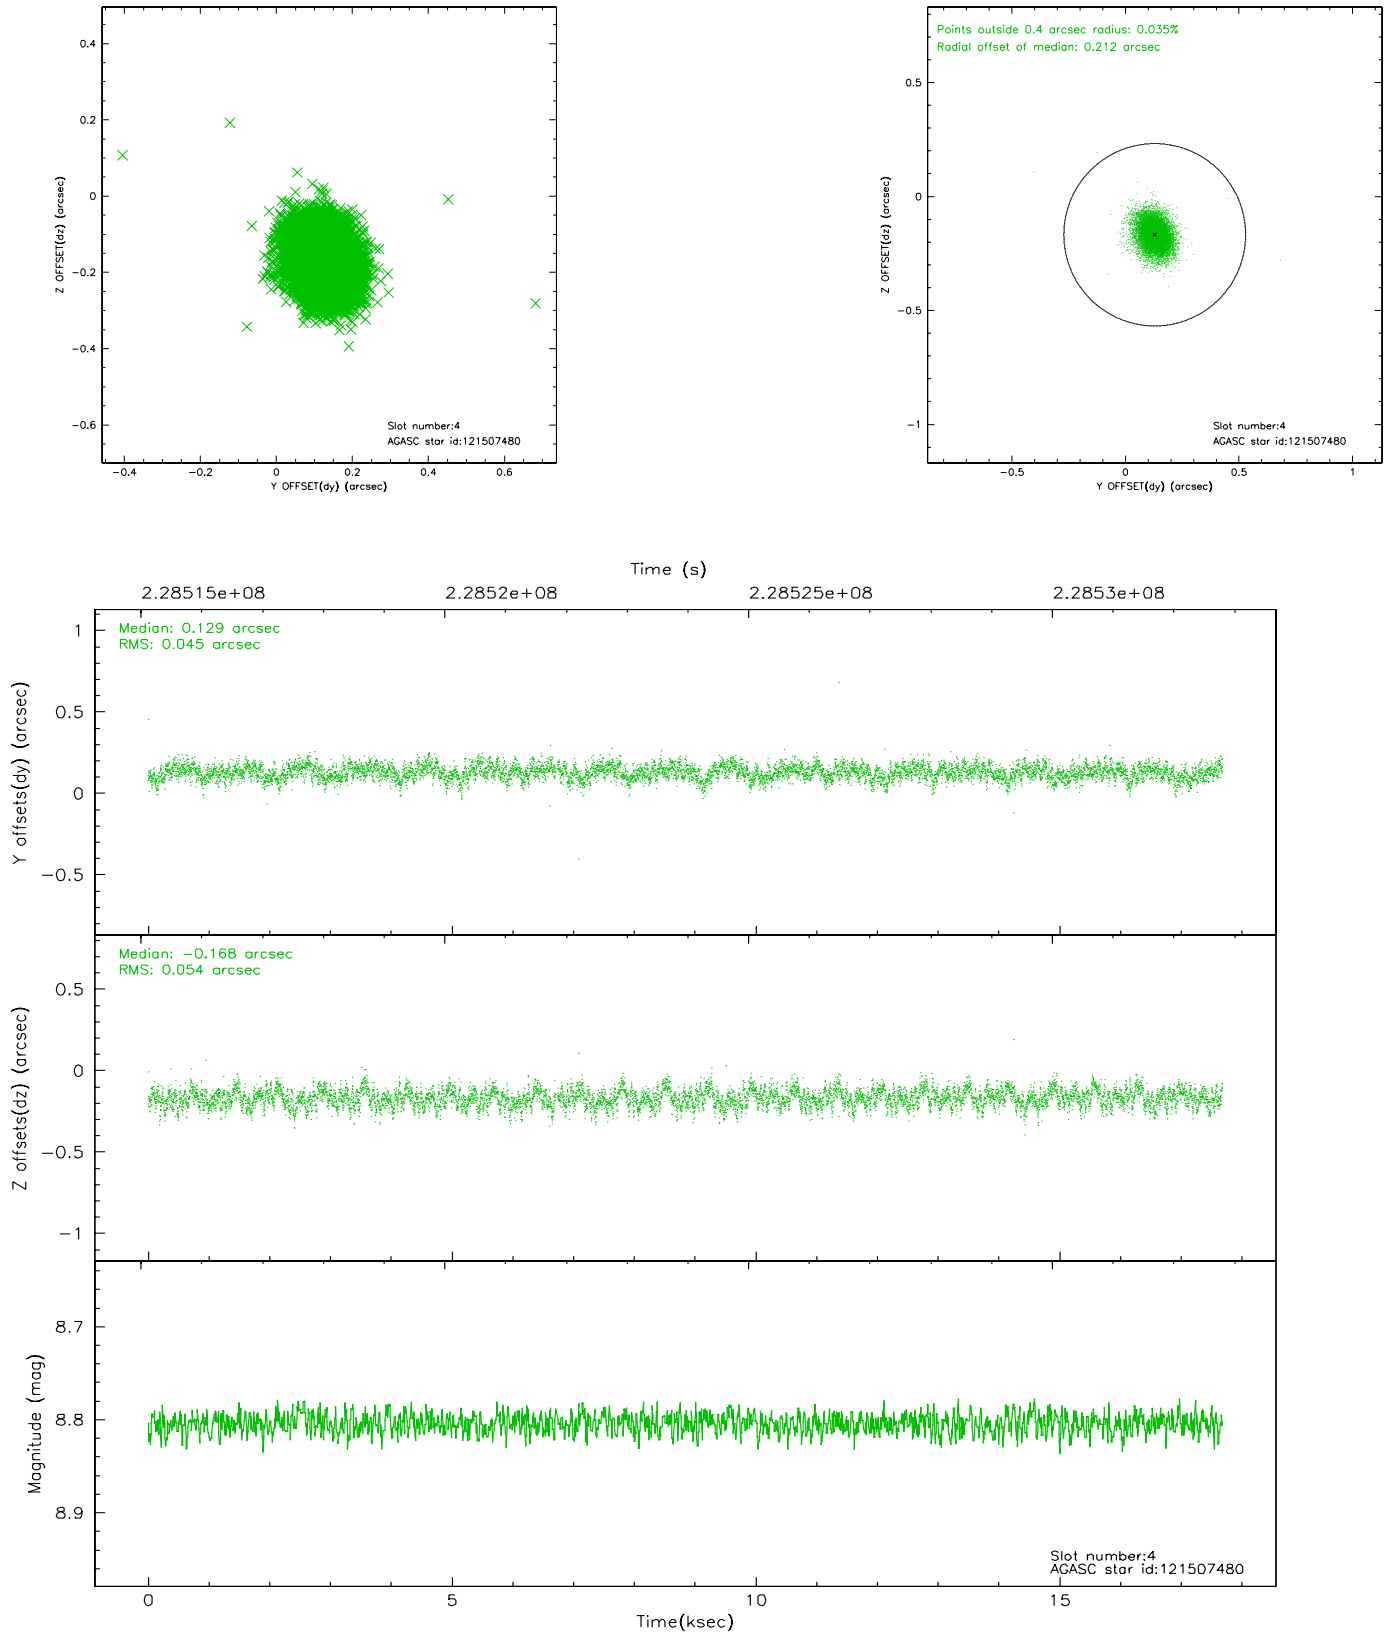 0.4
0.2
0
−0.2
−0.4
−0.6
Z OFFSET(dz) (arcsec)
Slot number:4
AGASC star id:121507480
−0.4 −0.2 0 0.2 0.4 0.6
Y OFFSET(dy) (arcsec)
Points outside 0.4 arcsec radius: 0.035%
Radial offset of median: 0.212 arcsec
0.5
0
−0.5
−1
Z OFFSET(dz) (arcsec)
Slot number:4
AGASC star id:121507480
−0.5 0 0.5 1
Y OFFSET(dy) (arcsec)
Time (s)
2.28515e+08 2.2852e+08 2.28525e+08 2.2853e+08
Median: 0.129 arcsec
RMS: 0.045 arcsec
1
0.5
0
−0.5
Y offsets(dy) (arcsec)
Median: −0.168 arcsec
RMS: 0.054 arcsec
0.5
0
−0.5
−1
Z offsets(dz) (arcsec)
8.7
8.8
8.9
Magnitude (mag)
Slot number:4
AGASC star id:121507480
0 5 10 15
Time(ksec)